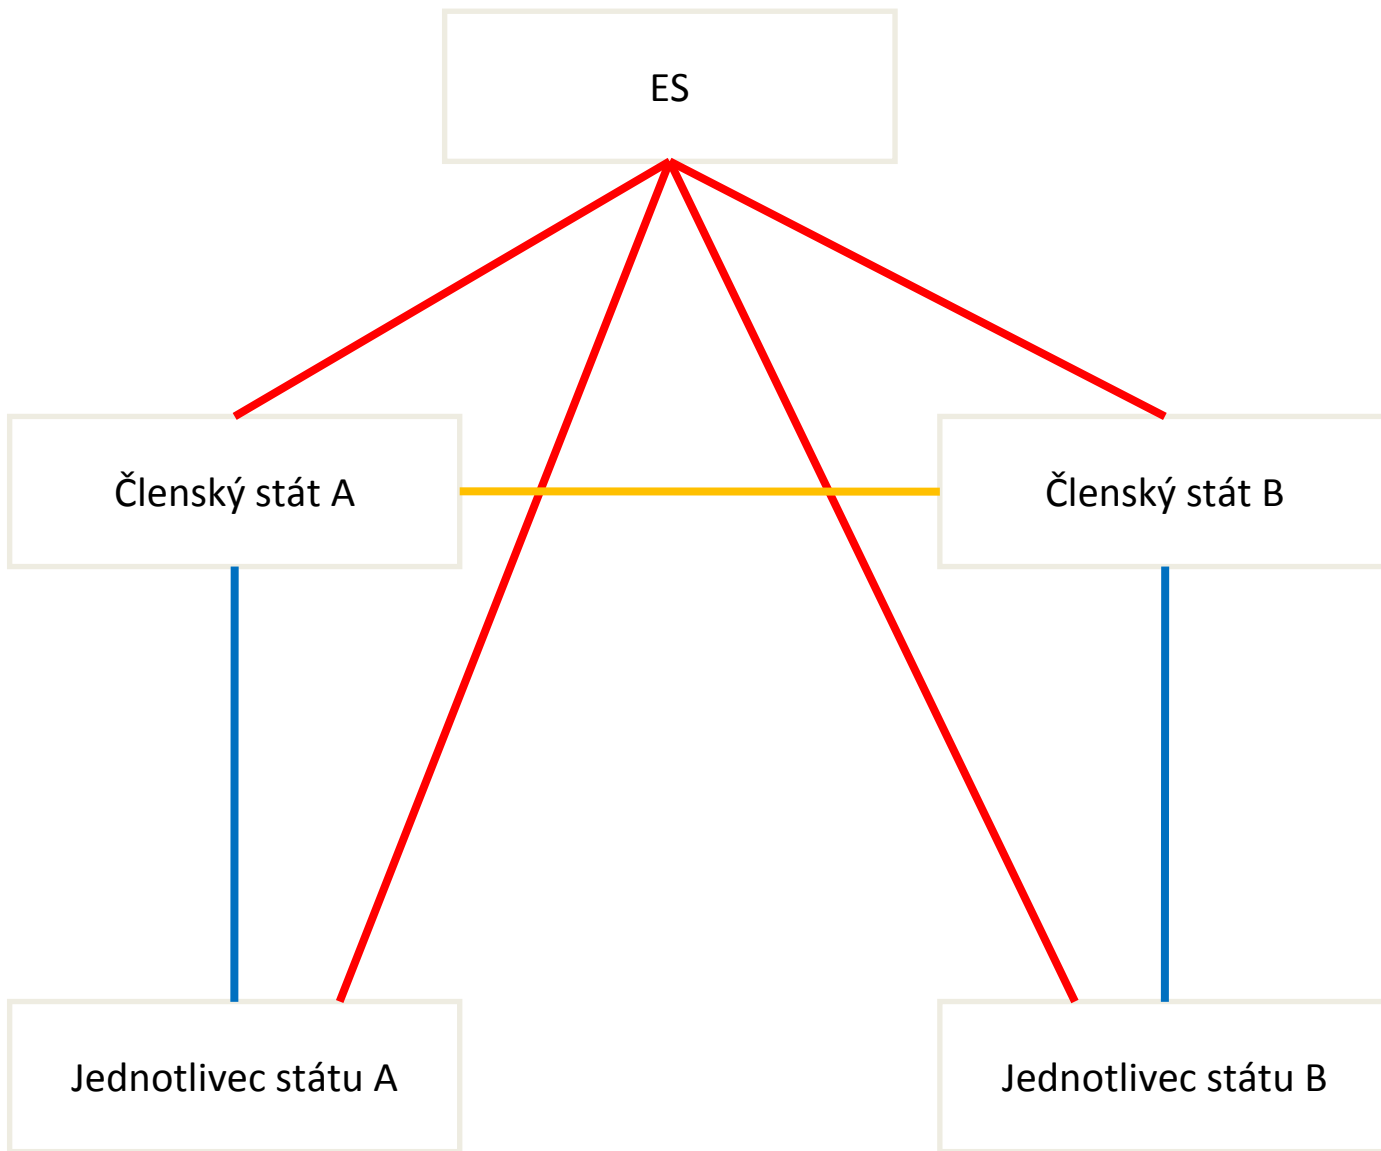 ES
Členský stát A
Členský stát B
Jednotlivec státu A
Jednotlivec státu B